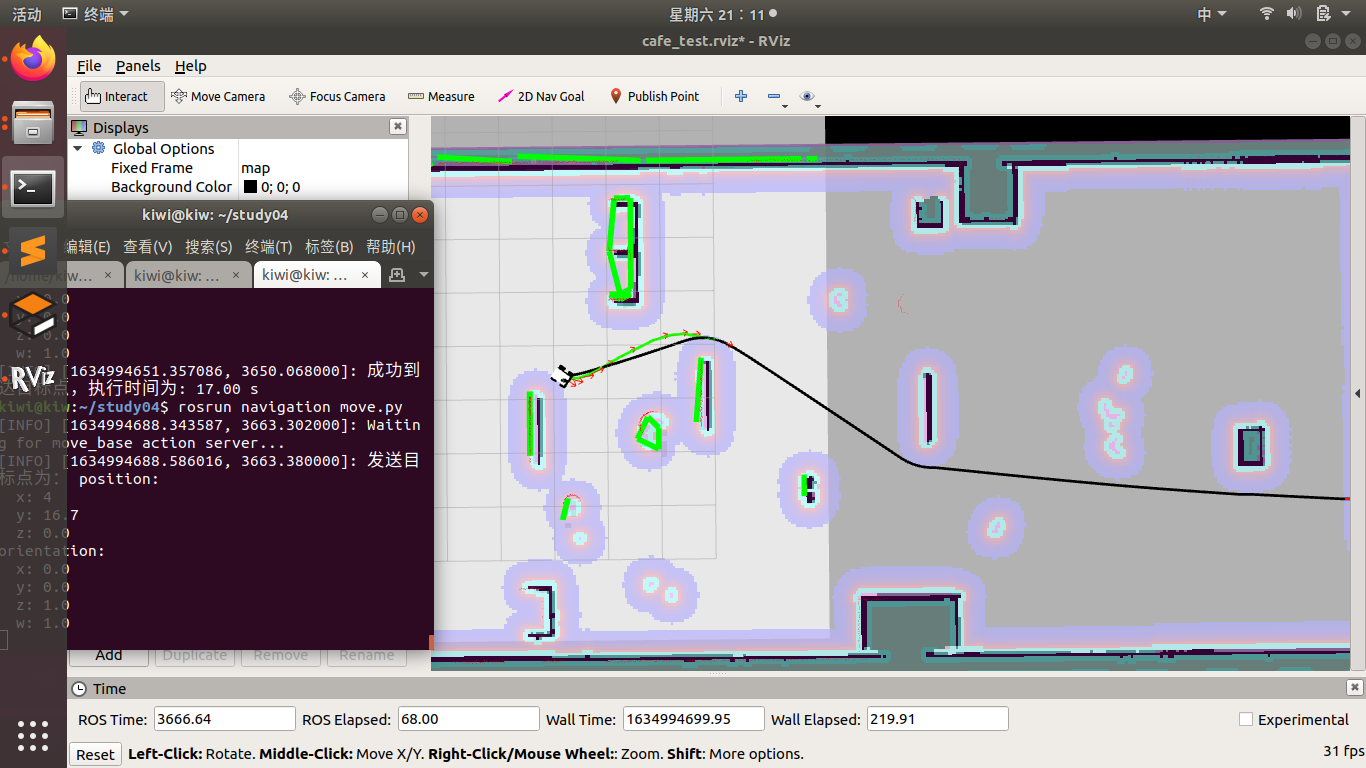 活动
终端
星期六 21：11
中
cafe_test.rviz* - RViz
File Panels Help
Interact
Move Camera
Focus Camera
Measure
2D Nav Goal
Publish Point
Displays
Global Options
Fixed Frame map
Background Color 0; 0; 0
kiwi@kiw: ~/study04
编辑(E) 查看(V) 搜索(S) 终端(T) 标签(B) 帮助(H)
/home/kiw...
kiwi@kiw: ...
kiwi@kiw: ...
z: 0.0
w: 1.0
[1634994651.357086, 3650.068000]: 成功到
达目标点，执行时间为: 17.00 s
kiwi@kiw:~/study04$ rosrun navigation move.py
[INFO] [1634994688.343587, 3663.302000]: Waitin
g for move_base action server...
[INFO] [1634994688.586016, 3663.380000]: 发送目
标点为： position:
x: 4
y: 16.7
z: 0.0
orientation:
x: 0.0
y: 0.0
z: 1.0
w: 1.0
RViz
Add
Duplicate
Remove
Rename
Time
ROS Time: 3666.64
ROS Elapsed: 68.00
Wall Time: 1634994699.95
Wall Elapsed: 219.91
Experimental
Reset
Left-Click: Rotate. Middle-Click: Move X/Y. Right-Click/Mouse Wheel:: Zoom. Shift: More options.
31 fps